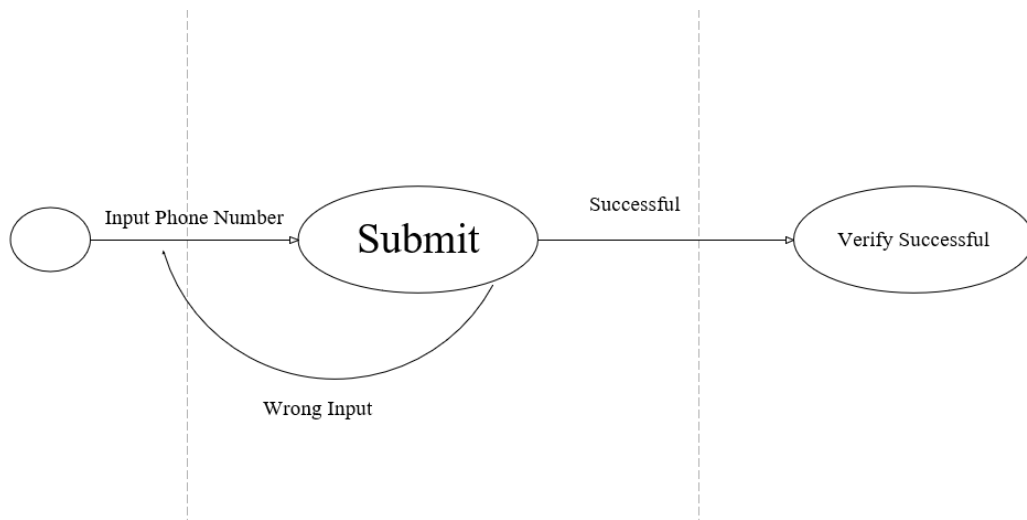 Input Phone Number
Submit
Successful
Verify Successful
Wrong Input